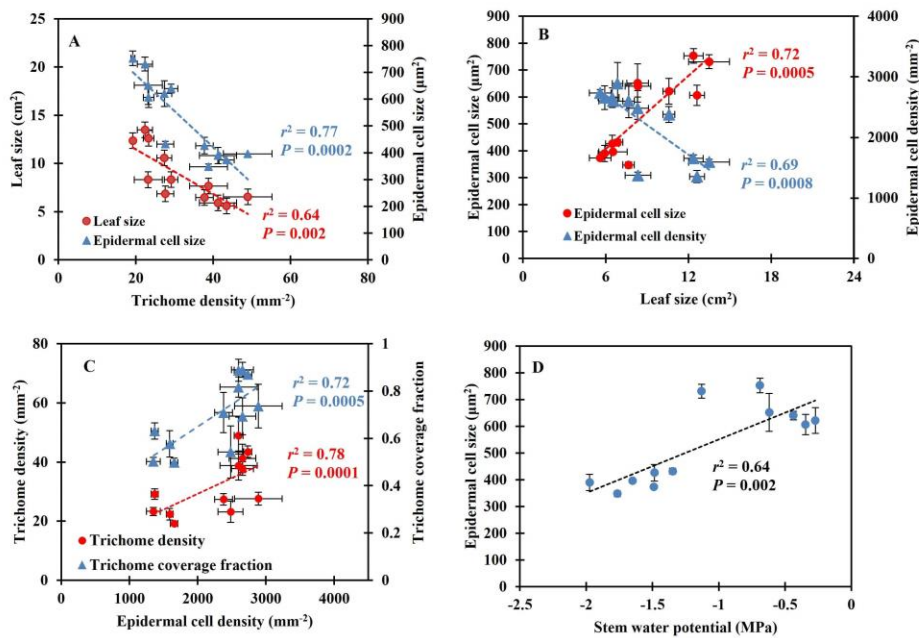 A
Leaf size (cm2)
25
20
15
10
5
0
Epidermal cell size (µm2)
900
800
700
600
500
400
300
200
100
0
r2 = 0.77
P = 0.0002
r2 = 0.64
P = 0.002
Leaf size
Epidermal cell size
0 20 40 60 80
Trichome density (mm-2)
B
Epidermal cell size (µm2)
900
800
700
600
500
400
300
200
100
0
Epidermal cell density (mm-2)
4000
3000
2000
1000
0
r2 = 0.72
P = 0.0005
r2 = 0.69
P = 0.0008
Epidermal cell size
Epidermal cell density
0 6 12 18 24
Leaf size (cm2)
C
Trichome density (mm-2)
80
60
40
20
0
Trichome coverage fraction
1
0.8
0.6
0.4
0.2
0
r2 = 0.72
P = 0.0005
r2 = 0.78
P = 0.0001
Trichome density
Trichome coverage fraction
0 1000 2000 3000 4000
Epidermal cell density (mm-2)
D
Epidermal cell size (µm2)
900
800
700
600
500
400
300
200
100
0
r2 = 0.64
P = 0.002
-2.5 -2 -1.5 -1 -0.5 0
Stem water potential (MPa)